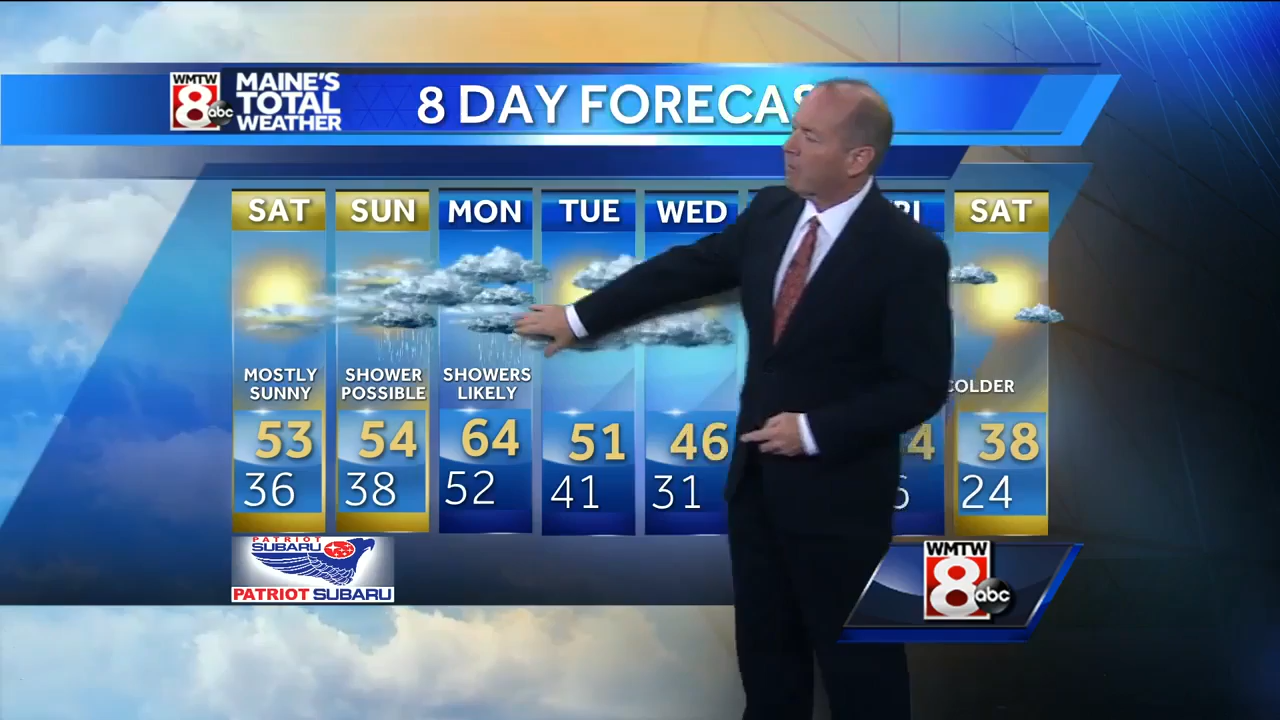 WMTW
8
abc
MAINE'S
TOTAL
WEATHER
8 DAY FORECAS
SAT SUN MON TUE WED RI SAT
MOSTLY SUNNY
SHOWER POSSIBLE
SHOWERS LIKELY
COLDER
53 54 64 51 46 4 38
36 38 52 41 31 24
PATRIOT
SUBARU
PATRIOT SUBARU
WMTW
8
abc